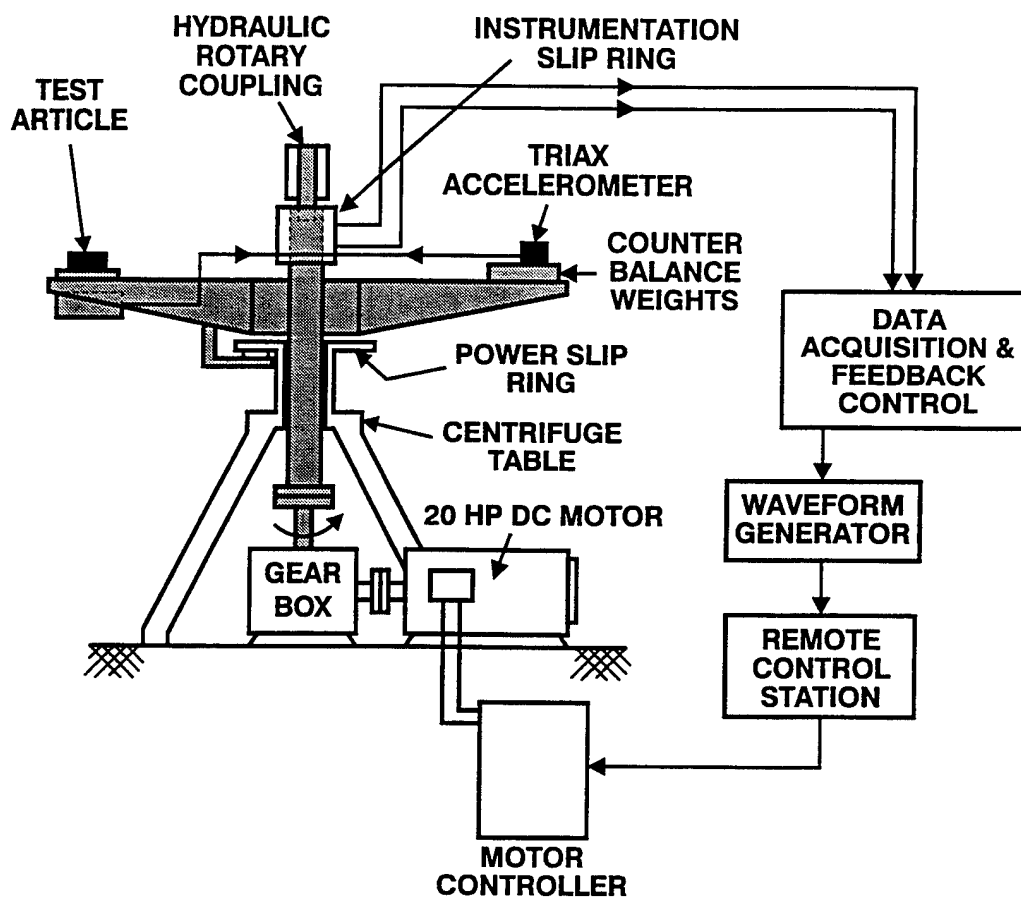 HYDRAULIC
ROTARY
COUPLING
INSTRUMENTATION
SLIP RING
TEST
ARTICLE
TRIAX
ACCELEROMETER
COUNTER
BALANCE
WEIGHTS
DATA
ACQUISITION &
FEEDBACK
CONTROL
POWER SLIP
RING
CENTRIFUGE
TABLE
WAVEFORM
GENERATOR
20 HP DC MOTOR
GEAR
BOX
REMOTE
CONTROL
STATION
MOTOR
CONTROLLER